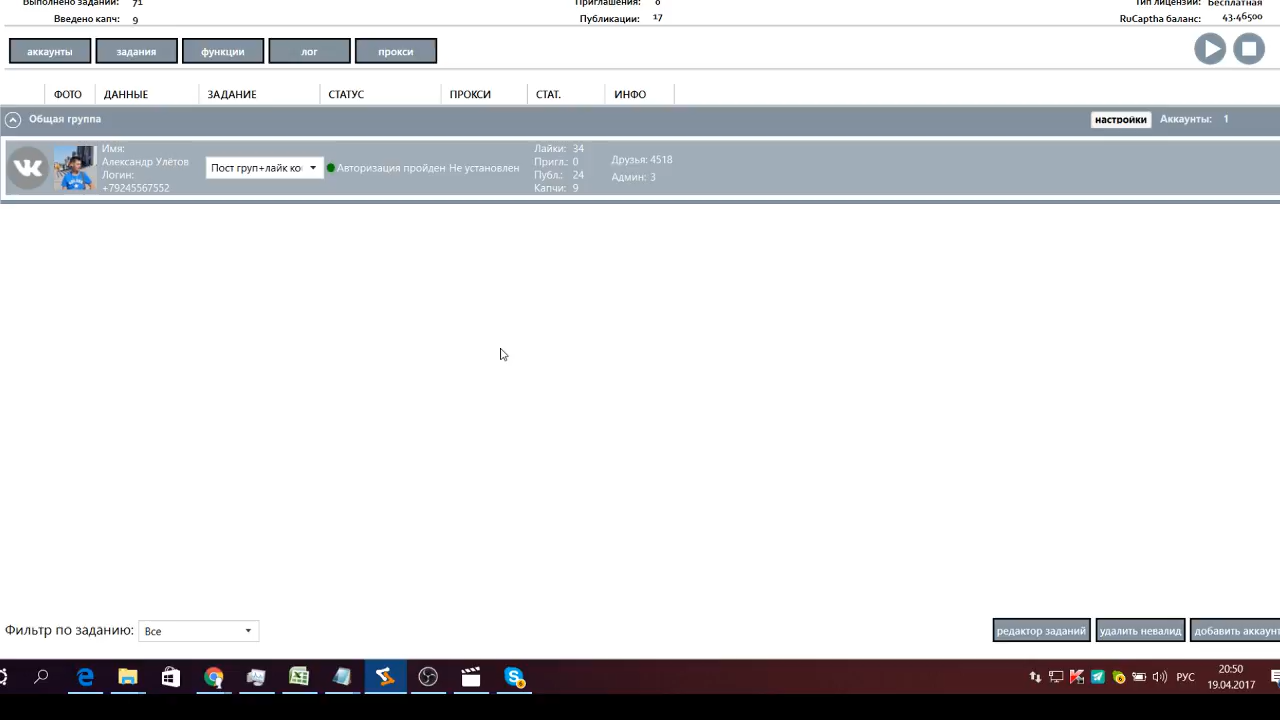 Выполнено заданий: 71
Приглашения: 0
Тип лицензии: Бесплатная
Введено капч: 9
Публикации: 17
RuCaptha баланс: 43.46500
аккаунты задания функции лог прокси
ФОТО ДАННЫЕ ЗАДАНИЕ СТАТУС ПРОКСИ СТАТ. ИНФО
Общая группа
настройки Аккаунты: 1
Имя:
Александр Улётов
Логин:
+79245567552
Пост груп+лайк ко
Авторизация пройден Не установлен
Лайки: 34
Пригл.: 0
Публ.: 24
Капчи: 9
Друзья: 4518
Админ: 3
Фильтр по заданию: Все
редактор заданий удалить невалид добавить аккаун
РУС
20:50
19.04.2017